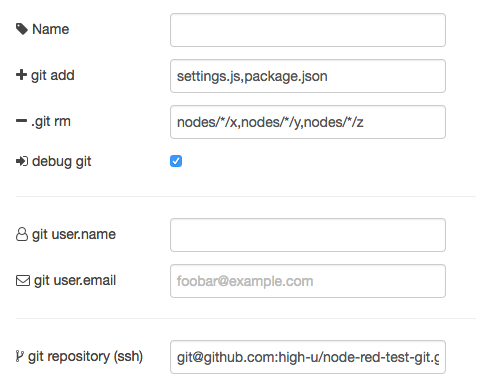 Name
git add settings.js,package.json
.git rm nodes/*/x,nodes/*/y,nodes/*/z
debug git
git user.name
git user.email foobar@example.com
git repository (ssh) git@github.com:high-u/node-red-test-git.g